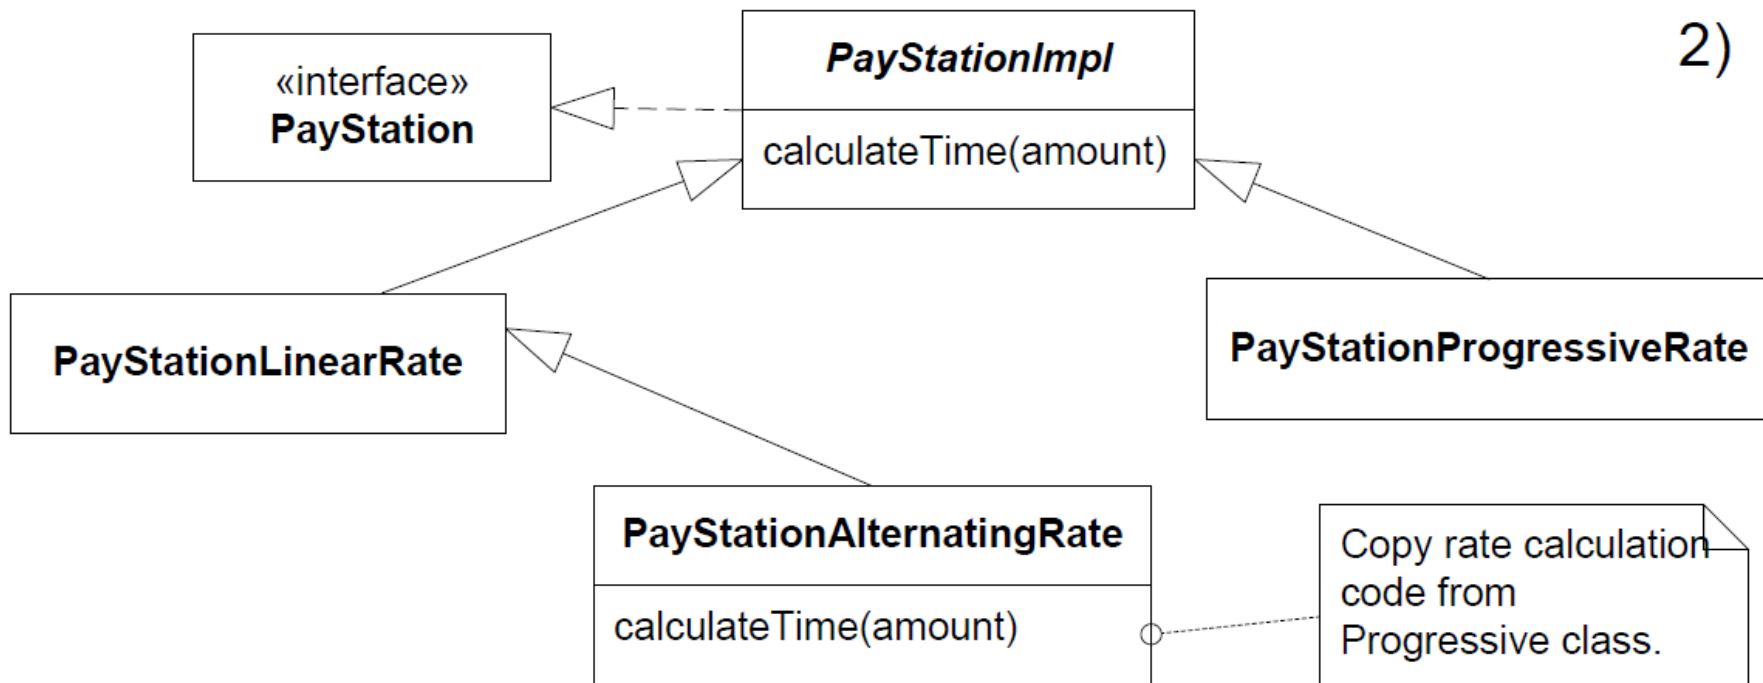 2)
«interface»
PayStation
PayStationImpl
calculateTime(amount)
PayStationLinearRate
PayStationProgressiveRate
PayStationAlternatingRate
calculateTime(amount)
Copy rate calculation
code from
Progressive class.